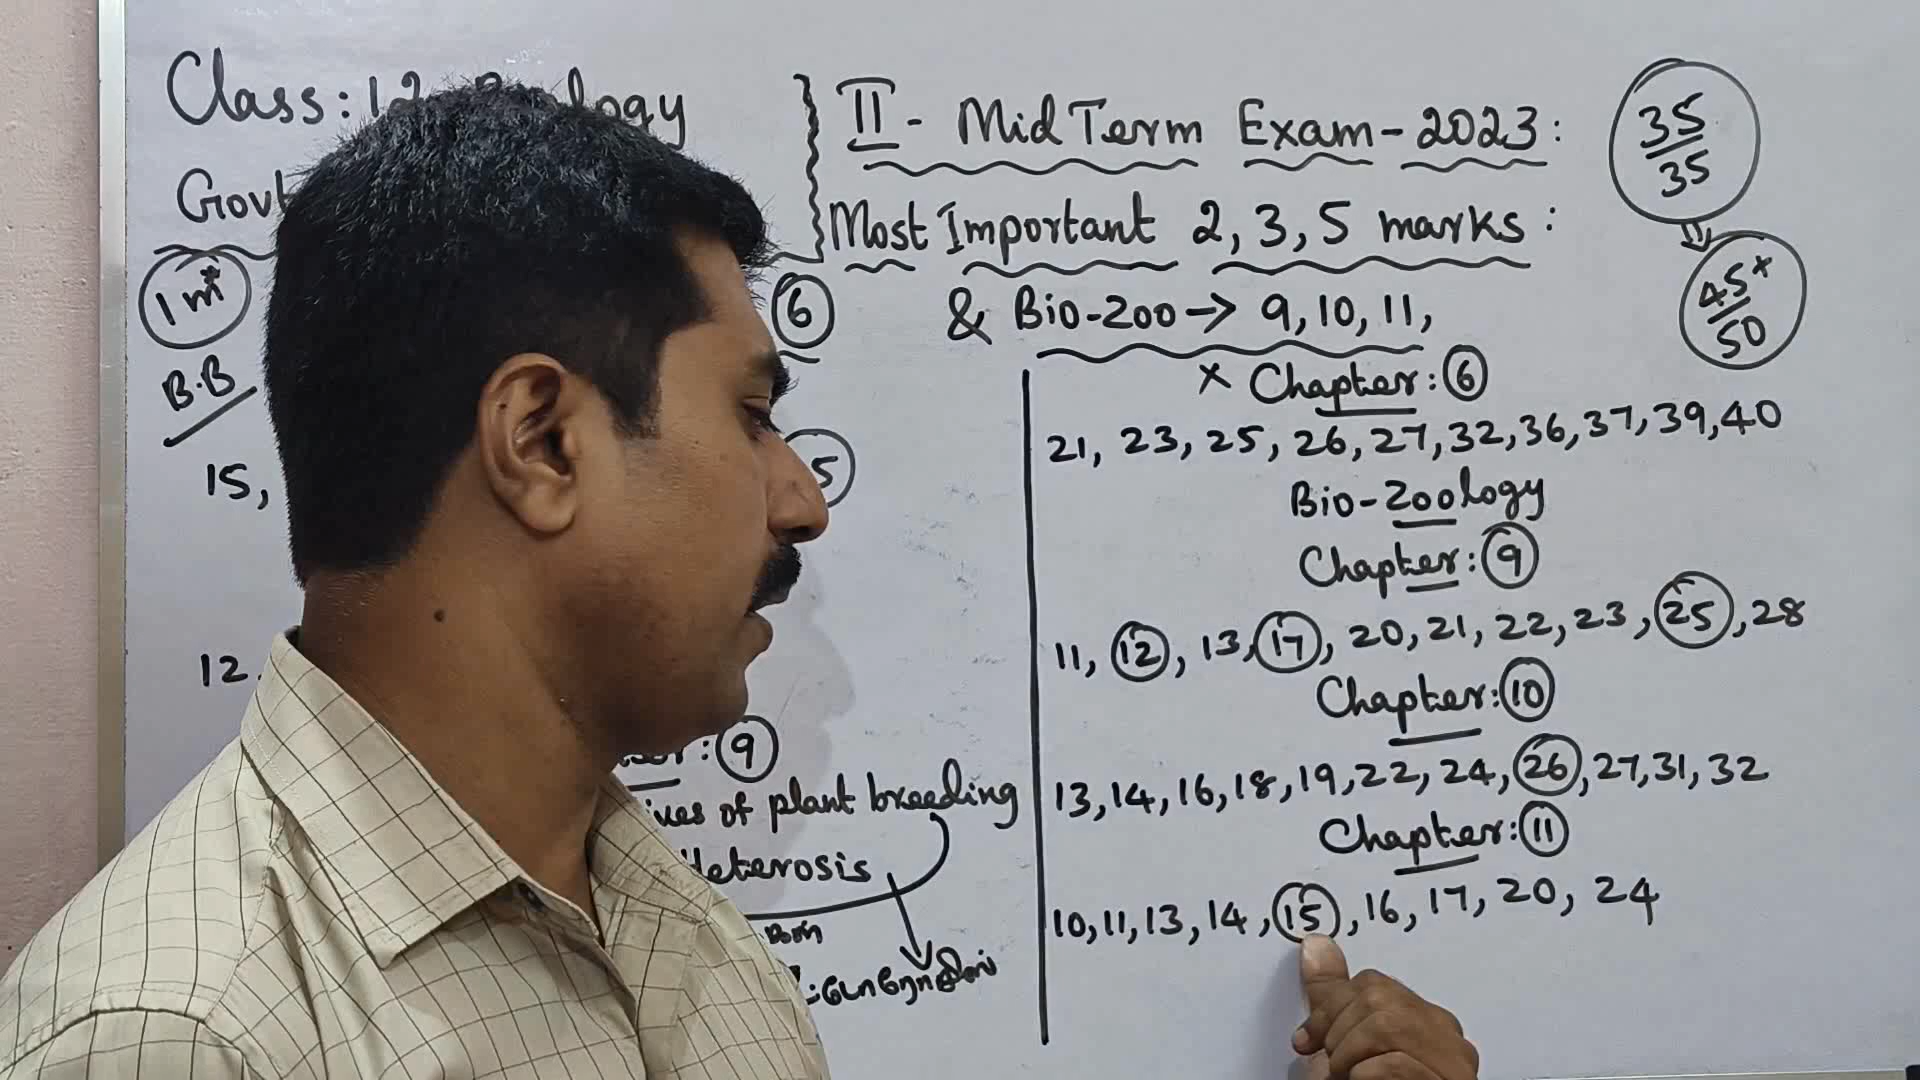 Class: 12
II - Mid Term Exam - 2023:
35/35
Govt
Most Important 2, 3, 5 marks:
45/50
1 m
6
& Bio-Zoo → 9, 10, 11,
B.B
x Chapter: 6
21, 23, 25, 26, 27, 32, 36, 37, 39, 40
15,
5
Bio-Zoology
Chapter: 9
11, 12, 13, 17, 20, 21, 22, 23, 25, 28
12
Chapter: 10
: 9
13, 14, 16, 18, 19, 22, 24, 26, 27, 31, 32
of plant breeding
Chapter: 11
Heterosis
10, 11, 13, 14, 15, 16, 17, 20, 24